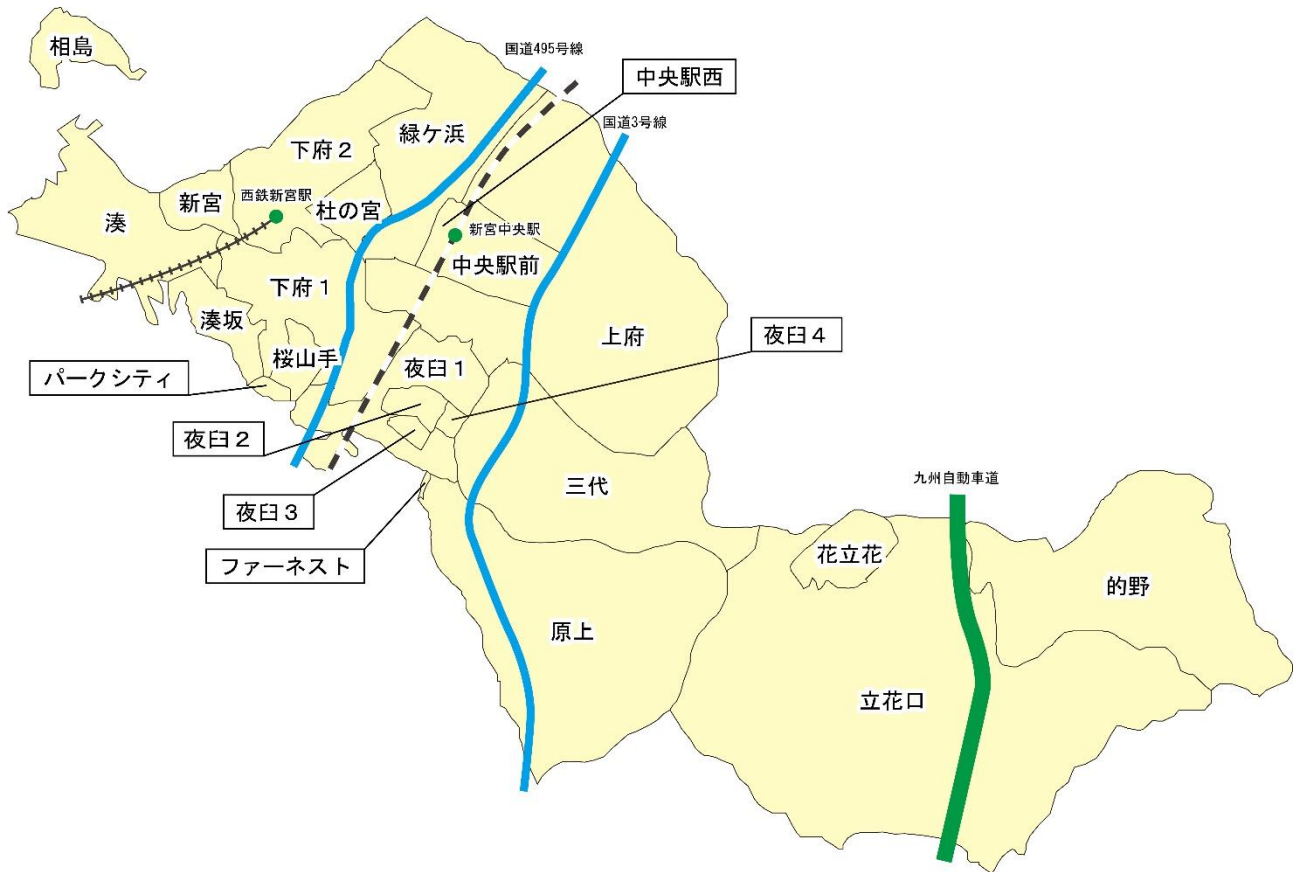 相島
国道495号線
中央駅西
国道3号線
緑ケ浜
下府2
新宮
西鉄新宮駅
杜の宮
湊
新宮中央駅
中央駅前
下府1
湊坂
上府
夜臼4
桜山手
夜臼1
パークシティ
夜臼2
三代
九州自動車道
夜臼3
花立花
ファーネスト
的野
原上
立花口